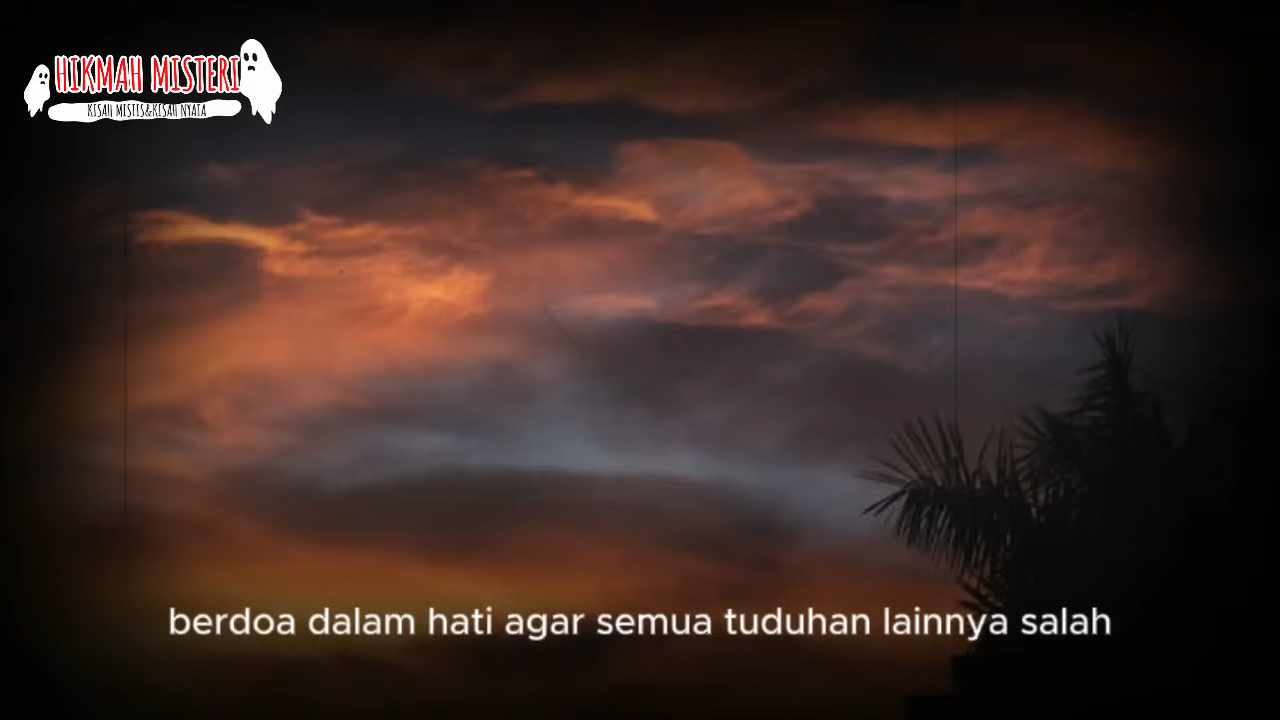 HIKMAH MISTERI
KISAH MISTIS&KISAH NYATA
berdoa dalam hati agar semua tuduhan lainnya salah